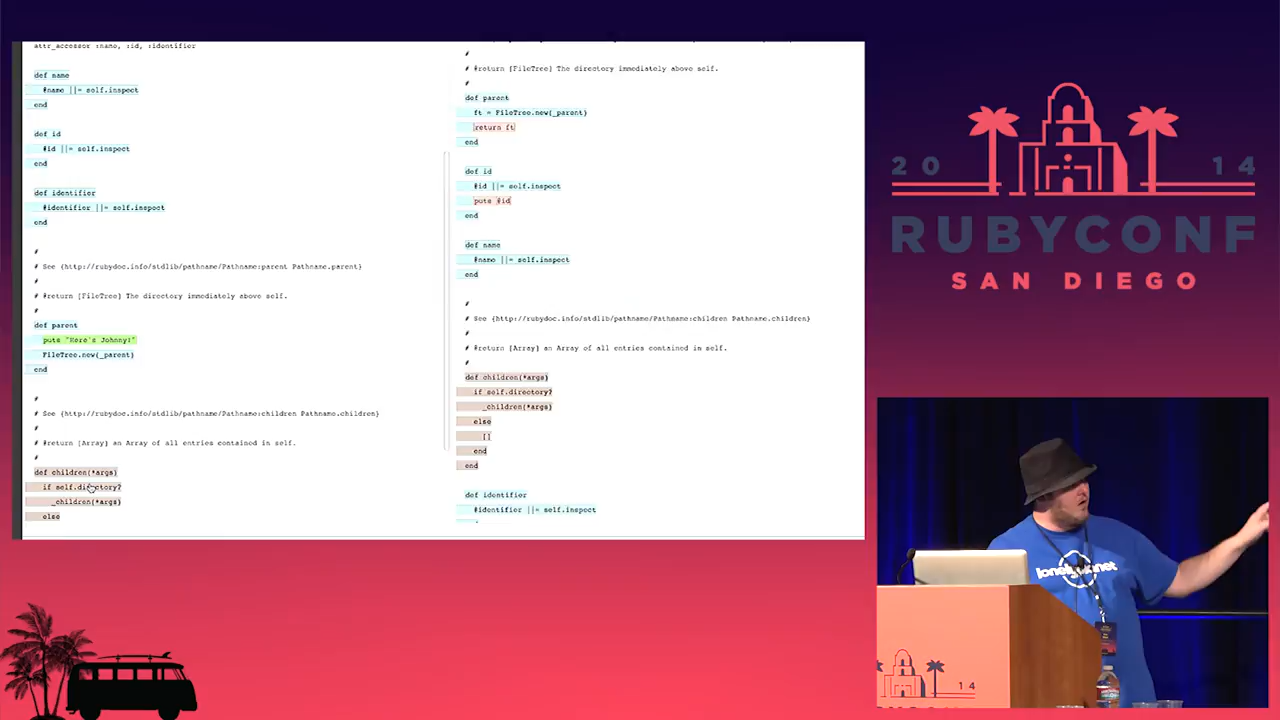 attr_accessor :name, :id, :identifier
def name
@name ||= self.inspect
end
def id
@id ||= self.inspect
end
def identifier
@identifier ||= self.inspect
end
#
# See {http://rubydoc.info/stdlib/pathname/Pathname:parent Pathname.parent}
#
# @return [FileTree] The directory immediately above self.
#
def parent
puts "Here's Johnny!"
FileTree.new(_parent)
end
#
# See {http://rubydoc.info/stdlib/pathname/Pathname:children Pathname.children}
#
# @return [Array] an Array of all entries contained in self.
#
def children(*args)
if self.directory?
_children(*args)
else
#
# @return [FileTree] The directory immediately above self.
#
def parent
ft = FileTree.new(_parent)
return ft
end
def id
@id ||= self.inspect
puts @id
end
def name
@name ||= self.inspect
end
#
# See {http://rubydoc.info/stdlib/pathname/Pathname:children Pathname.children}
#
# @return [Array] an Array of all entries contained in self.
#
def children(*args)
if self.directory?
_children(*args)
else
[]
end
end
def identifier
@identifier ||= self.inspect
20 14
RUBYCONF
SAN DIEGO
lonely planet
14